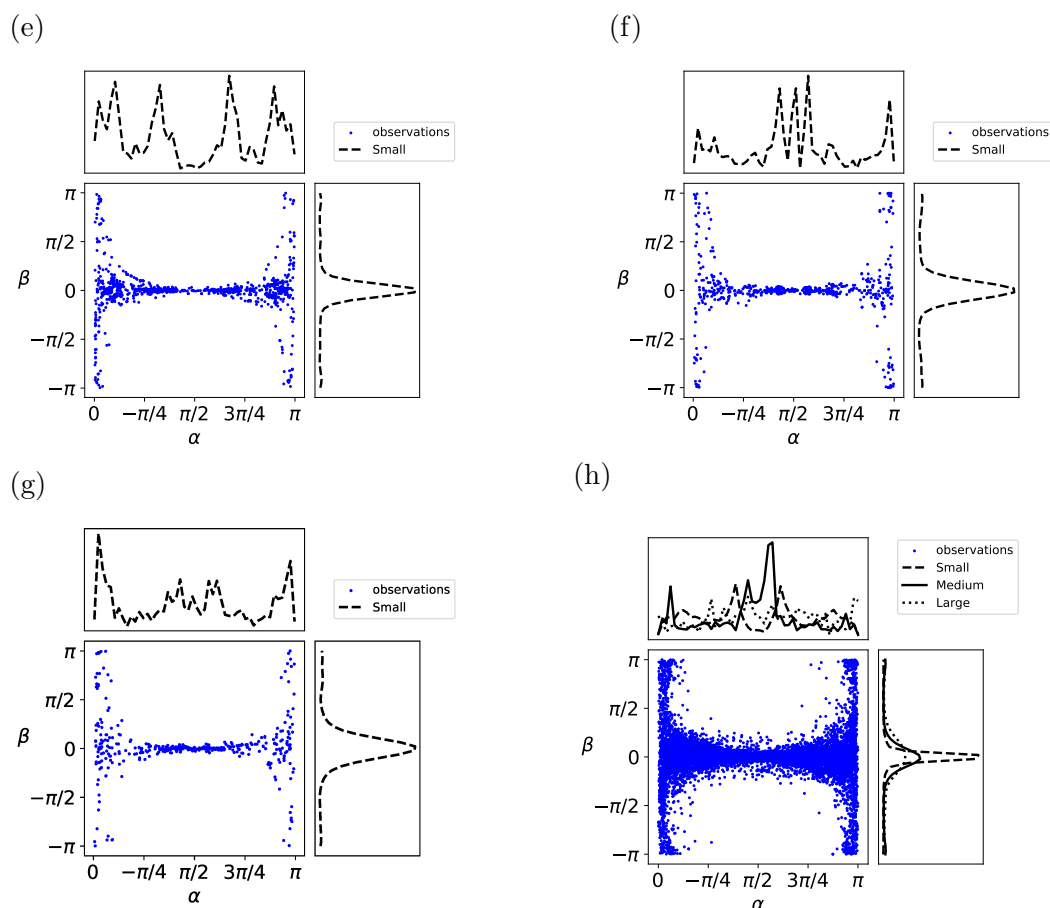 (e)
observations
Small
π
π/2
β
0
−π/2
−π
0
−π/4
π/2
3π/4
π
α
(f)
observations
Small
π
π/2
β
0
−π/2
−π
0
−π/4
π/2
3π/4
π
α
(g)
observations
Small
π
π/2
β
0
−π/2
−π
0
−π/4
π/2
3π/4
π
α
(h)
observations
Small
Medium
Large
π
π/2
β
0
−π/2
−π
0
−π/4
π/2
3π/4
π
α